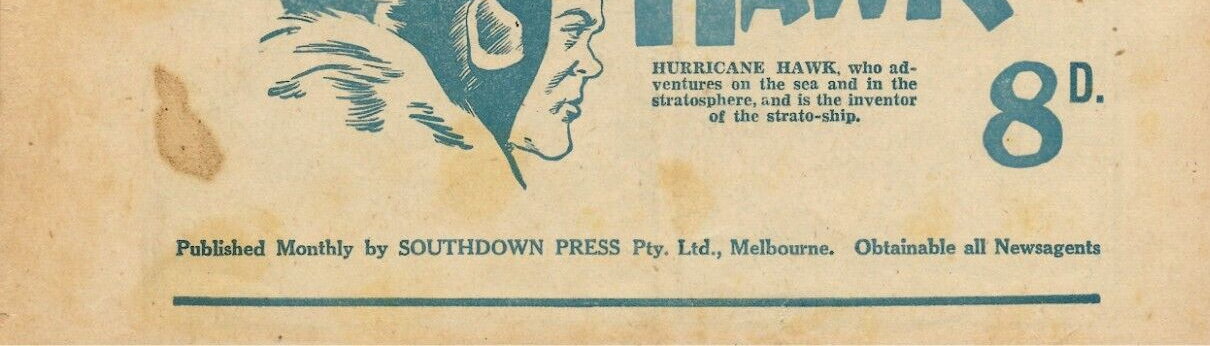 HAWK
HURRICANE HAWK, who ad-
ventures on the sea and in the
stratosphere, and is the inventor
of the strato-ship.
8D.
Published Monthly by SOUTHDOWN PRESS Pty. Ltd., Melbourne. Obtainable all Newsagents